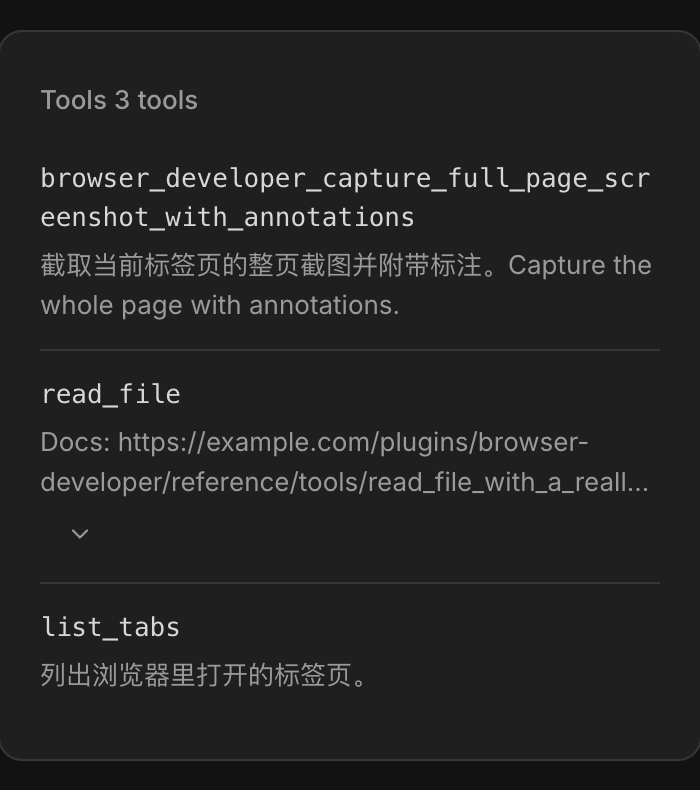 Tools 3 tools
browser_developer_capture_full_page_scr
eenshot_with_annotations
截取当前标签页的整页截图并附带标注。Capture the
whole page with annotations.
read_file
Docs: https://example.com/plugins/browser-
developer/reference/tools/read_file_with_a_reall...
list_tabs
列出浏览器里打开的标签页。